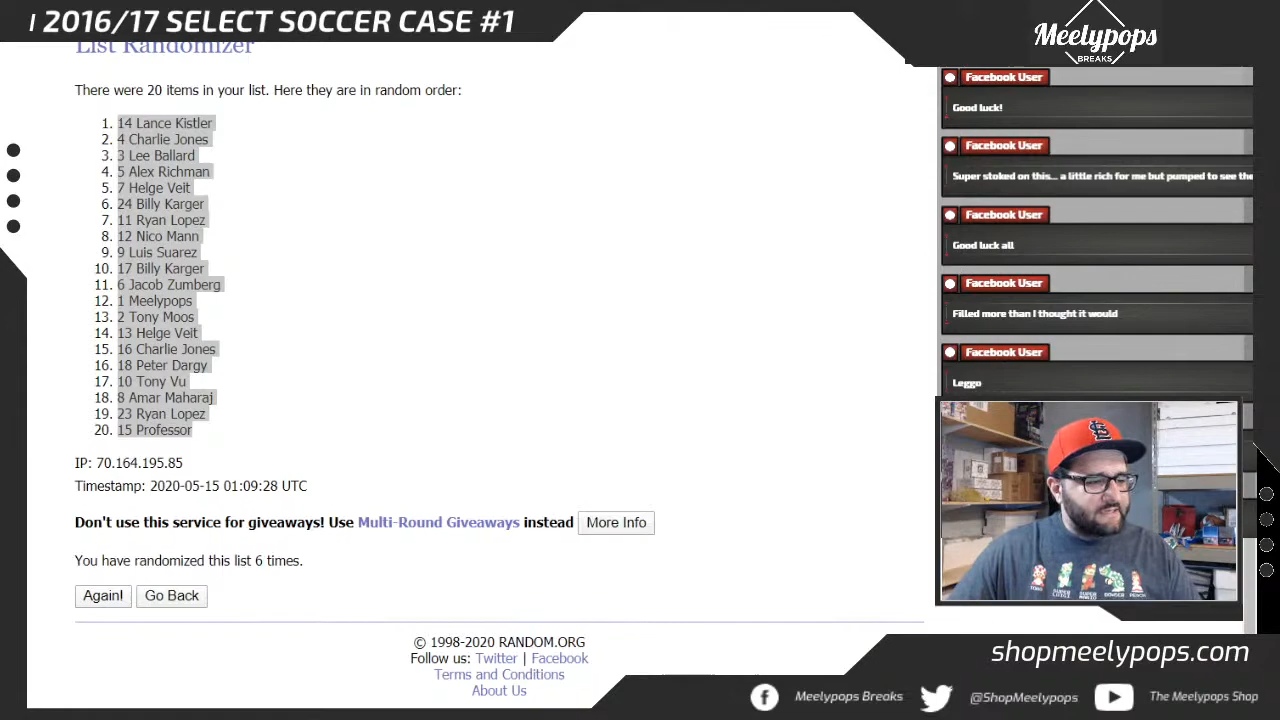 2016/17 SELECT SOCCER CASE #1
Meelypops
BREAKS
List Randomizer
There were 20 items in your list. Here they are in random order:
1. 14 Lance Kistler
2. 4 Charlie Jones
3. 3 Lee Ballard
4. 5 Alex Richman
5. 7 Helge Veit
6. 24 Billy Karger
7. 11 Ryan Lopez
8. 12 Nico Mann
9. 9 Luis Suarez
10. 17 Billy Karger
11. 6 Jacob Zumberg
12. 1 Meelypops
13. 2 Tony Moos
14. 13 Helge Veit
15. 16 Charlie Jones
16. 18 Peter Dargy
17. 10 Tony Vu
18. 8 Amar Maharaj
19. 23 Ryan Lopez
20. 15 Professor
IP: 70.164.195.85
Timestamp: 2020-05-15 01:09:28 UTC
Don't use this service for giveaways! Use Multi-Round Giveaways instead More Info
You have randomized this list 6 times.
Again! Go Back
© 1998-2020 RANDOM.ORG
Follow us: Twitter | Facebook
Terms and Conditions
About Us
Facebook User
Good luck!
Facebook User
Super stoked on this... a little rich for me but pumped to see the
Facebook User
Good luck all
Facebook User
Filled more than I thought it would
Facebook User
Leggo
shopmeelypops.com
Meelypops Breaks
@ShopMeelypops
The Meelypops Shop